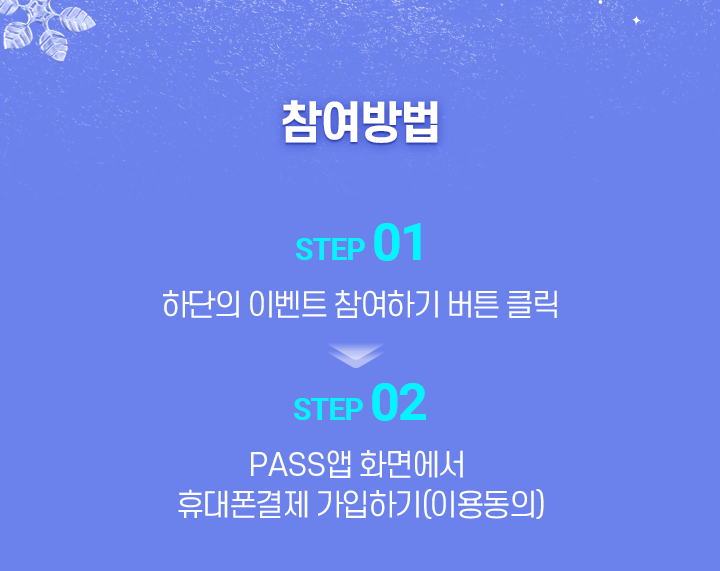 참여방법
STEP 01
하단의 이벤트 참여하기 버튼 클릭
STEP 02
PASS앱 화면에서
휴대폰결제 가입하기(이용동의)